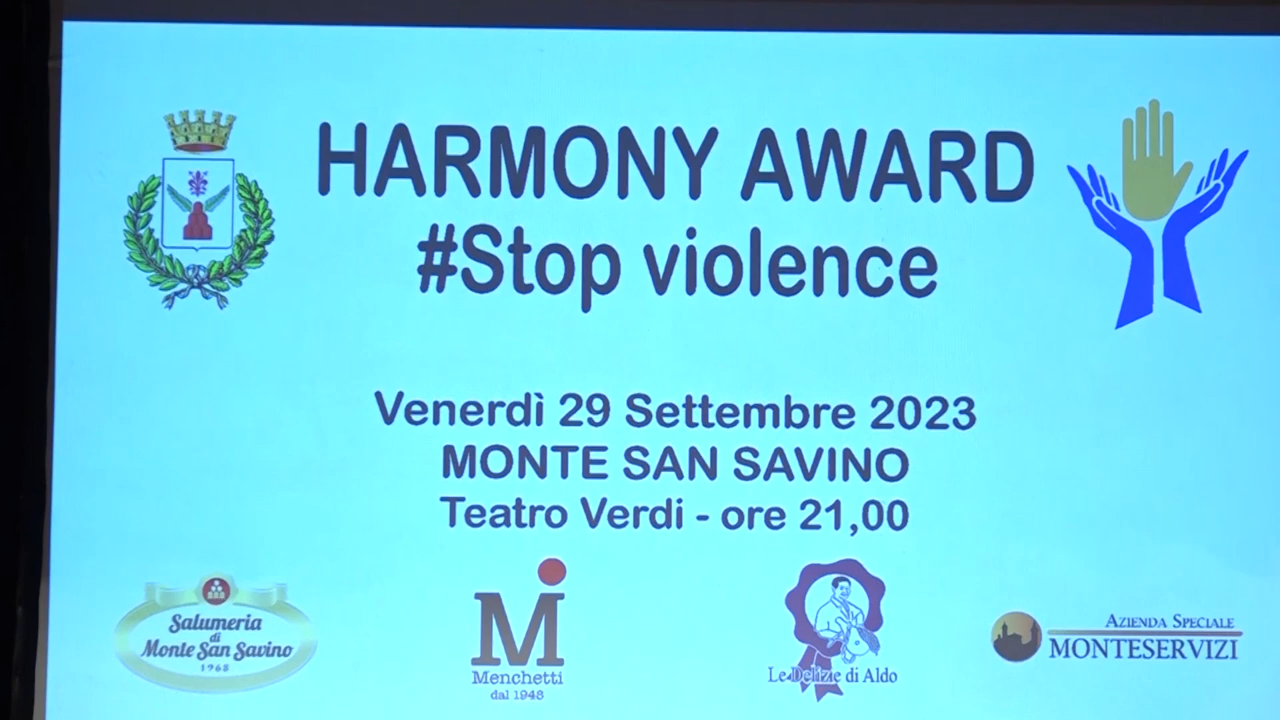 HARMONY AWARD
#Stop violence
Venerdì 29 Settembre 2023
MONTE SAN SAVINO
Teatro Verdi - ore 21,00
Salumeria
di
Monte San Savino
1968
Menchetti
dal 1948
Le Delizie di Aldo
AZIENDA SPECIALE
MONTESERVIZI